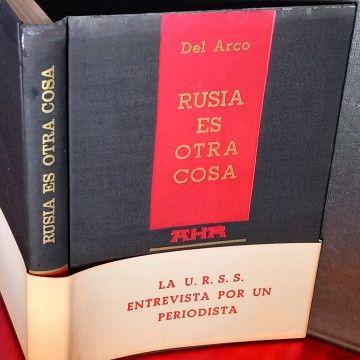 RUSIA ES OTRA COSA
Del Arco
RUSIA
ES
OTRA
COSA
AHR
LA U. R. S. S.
ENTREVISTA POR UN
PERIODISTA